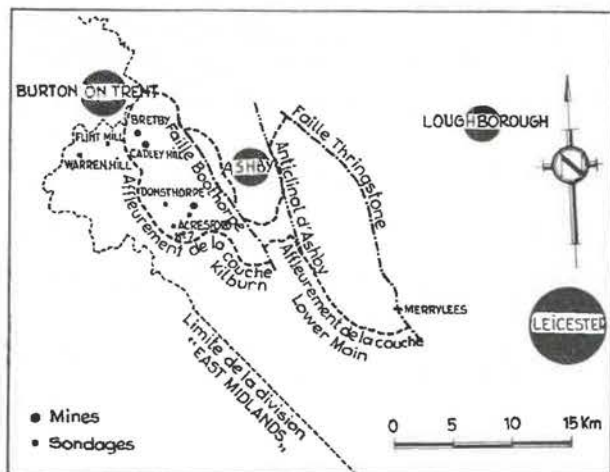 BURTON ON TRENT
BRETBY
FLINT MILL
CADLEY HILL
WARREN.HILL
DONISTHORPE
ACRESFORD
N°2
Faille Boothorpe
ASHBY
Anticlinal d'Ashby
Faille Thringstone
LOUGHBOROUGH
Affleurement de la couche
Kilburn
Affleurement de la couche
Lower Main
MERRYLEES
LEICESTER
Limite de la division
"EAST MIDLANDS"
Mines
Sondages
0 5 10 15 Km